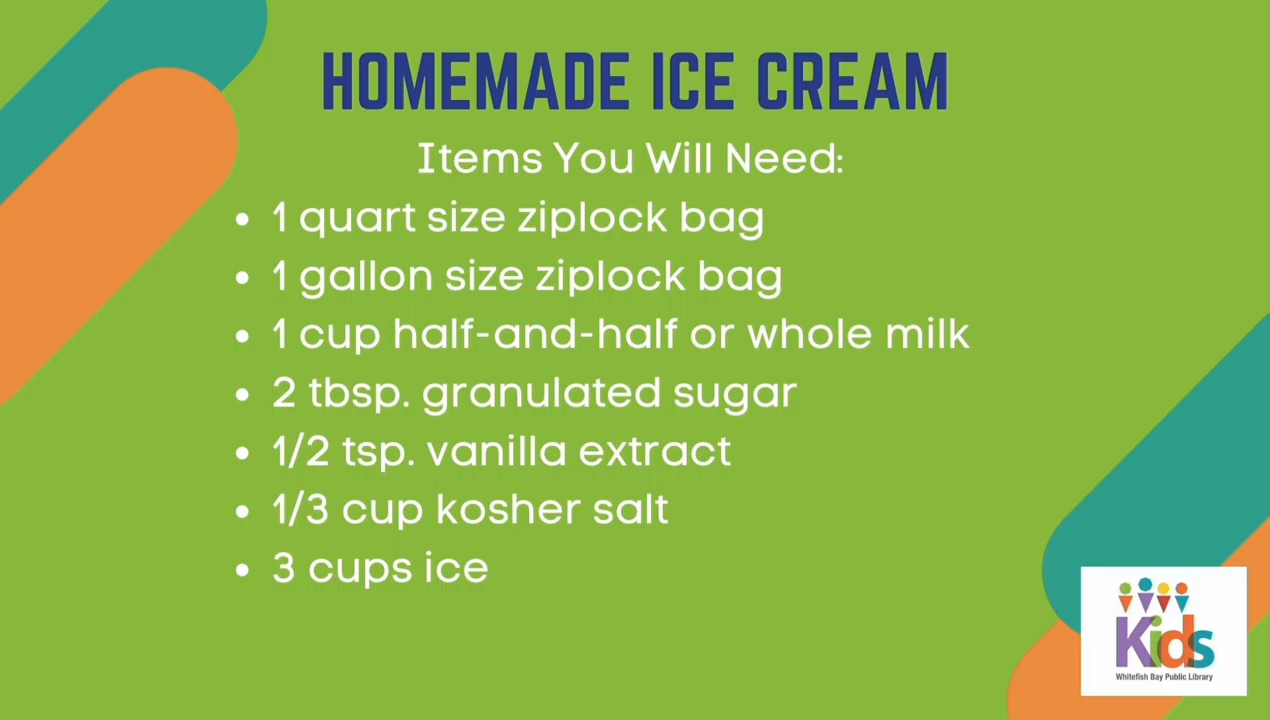 HOMEMADE ICE CREAM
Items You Will Need:
• 1 quart size ziplock bag
• 1 gallon size ziplock bag
• 1 cup half-and-half or whole milk
• 2 tbsp. granulated sugar
• 1/2 tsp. vanilla extract
• 1/3 cup kosher salt
• 3 cups ice
Kids
Whitefish Bay Public Library